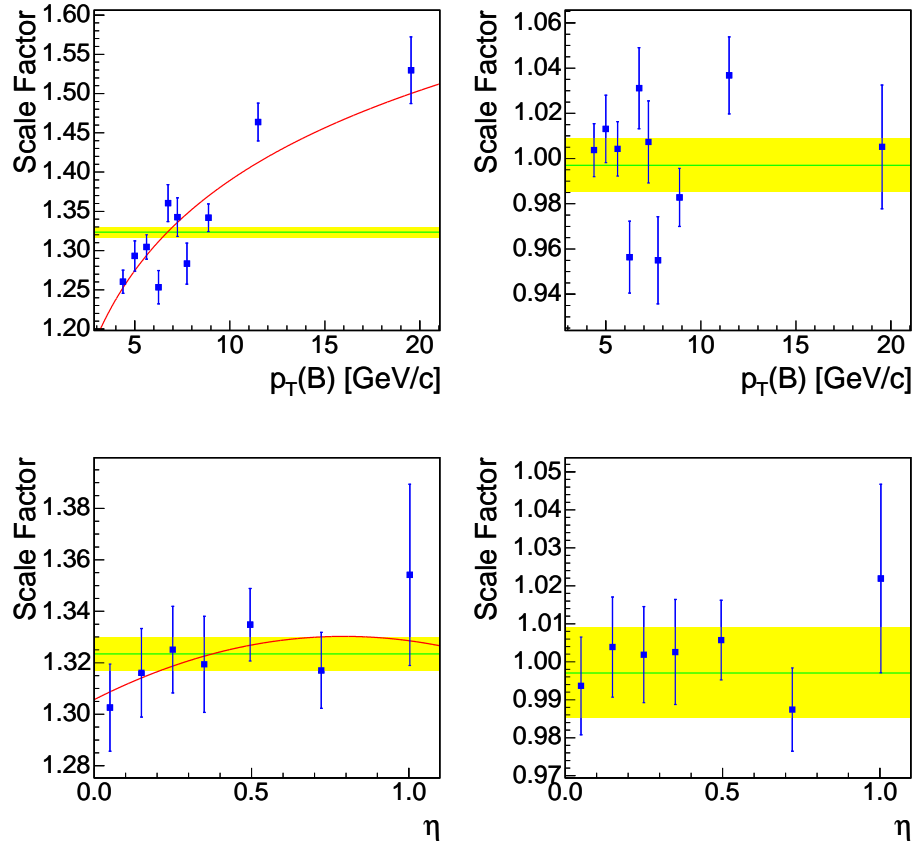 Scale Factor
1.60
1.55
1.50
1.45
1.40
1.35
1.30
1.25
1.20
5 10 15 20
p_T(B) [GeV/c]
Scale Factor
1.06
1.04
1.02
1.00
0.98
0.96
0.94
5 10 15 20
p_T(B) [GeV/c]
Scale Factor
1.38
1.36
1.34
1.32
1.30
1.28
0.0 0.5 1.0
η
Scale Factor
1.05
1.04
1.03
1.02
1.01
1.00
0.99
0.98
0.97
0.0 0.5 1.0
η